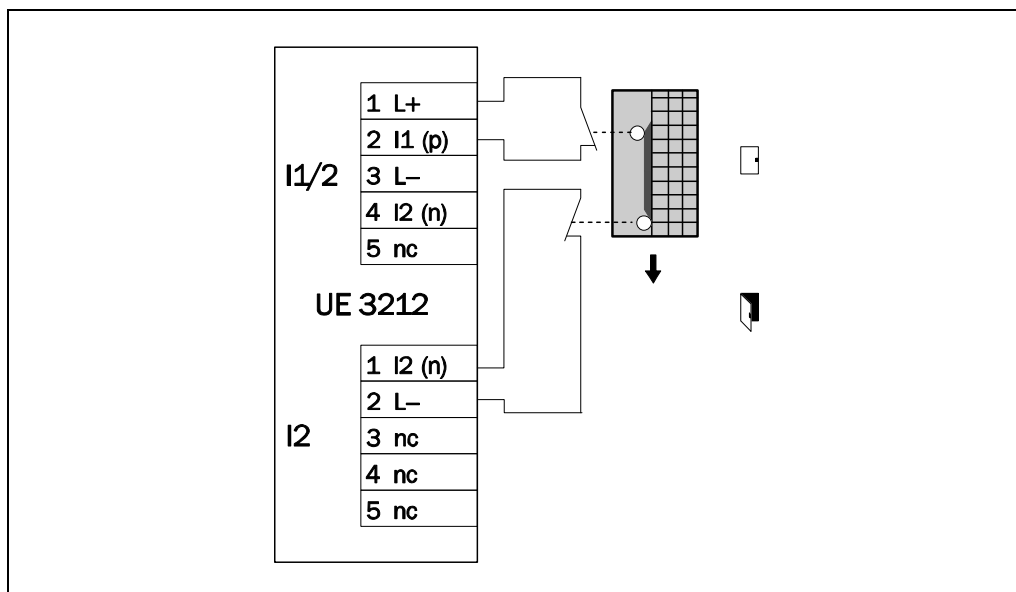 1 L+
2 I1 (p)
I1/2
3 L–
4 I2 (n)
5 nc
UE 3212
1 I2 (n)
2 L–
I2
3 nc
4 nc
5 nc